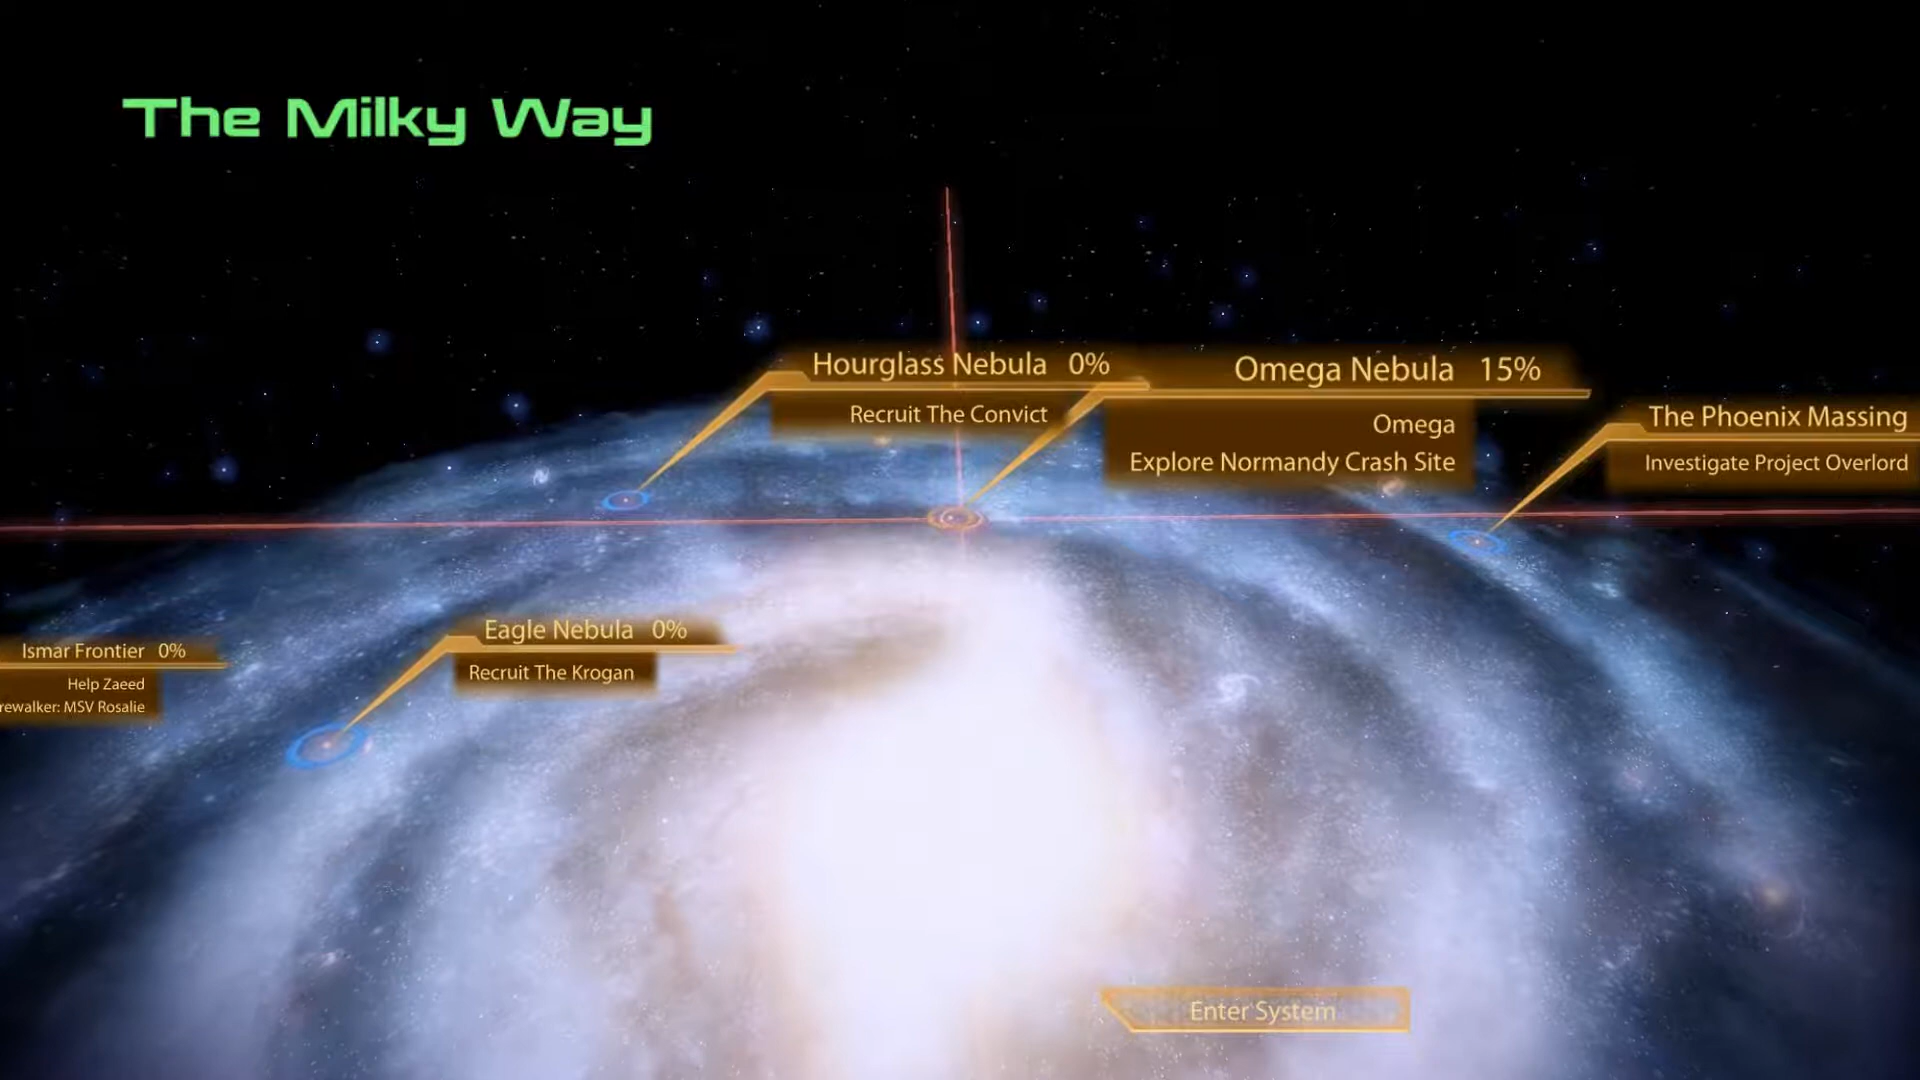 The Milky Way
Hourglass Nebula 0%
Recruit The Convict
Omega Nebula 15%
Omega
Explore Normandy Crash Site
The Phoenix Massing
Investigate Project Overlord
Eagle Nebula 0%
Recruit The Krogan
Ismar Frontier 0%
Help Zaeed
rewalker: MSV Rosalie
Enter System